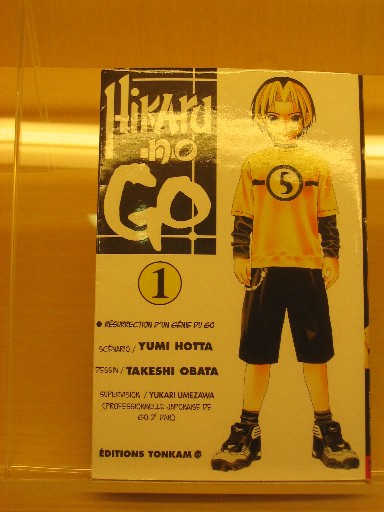 HiKARU
no
GO
1
• RÉSURRECTION D'UN GÉNIE DU GO
SCÉNARIO / YUMI HOTTA
DESSIN / TAKESHI OBATA
SUPERVISION / YUKARI UMEZAWA
(PROFESSIONNELLE JAPONAISE DE
GO 2e DAN)
ÉDITIONS TONKAM
5